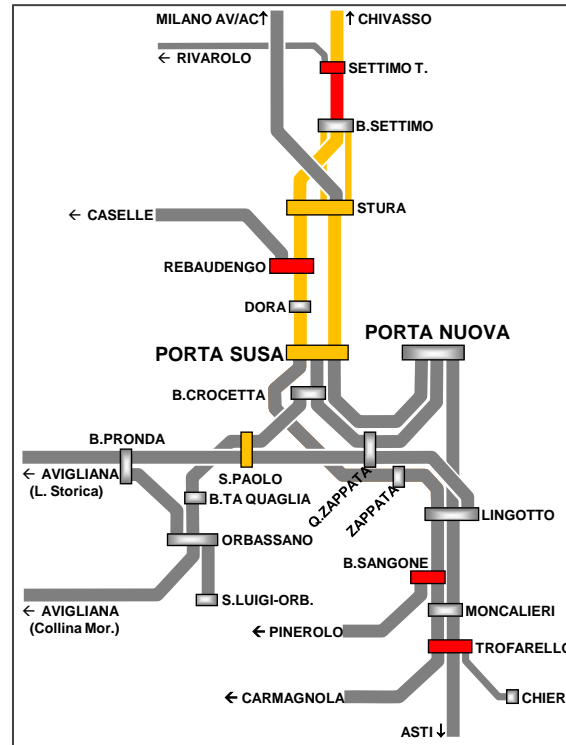 MILANO AV/AC↑
↑ CHIVASSO
← RIVAROLO
SETTIMO T.
B.SETTIMO
← CASELLE
STURA
REBAUDENGO
DORA
PORTA NUOVA
PORTA SUSA
B.CROCETTA
B.PRONDA
S.PAOLO
← AVIGLIANA
(L. Storica)
B.TA QUAGLIA
Q.ZAPPATA
ZAPPATA
LINGOTTO
ORBASSANO
B.SANGONE
S.LUIGI-ORB.
← AVIGLIANA
(Collina Mor.)
MONCALIERI
← PINEROLO
TROFARELLO
← CARMAGNOLA
CHIER
ASTI ↓